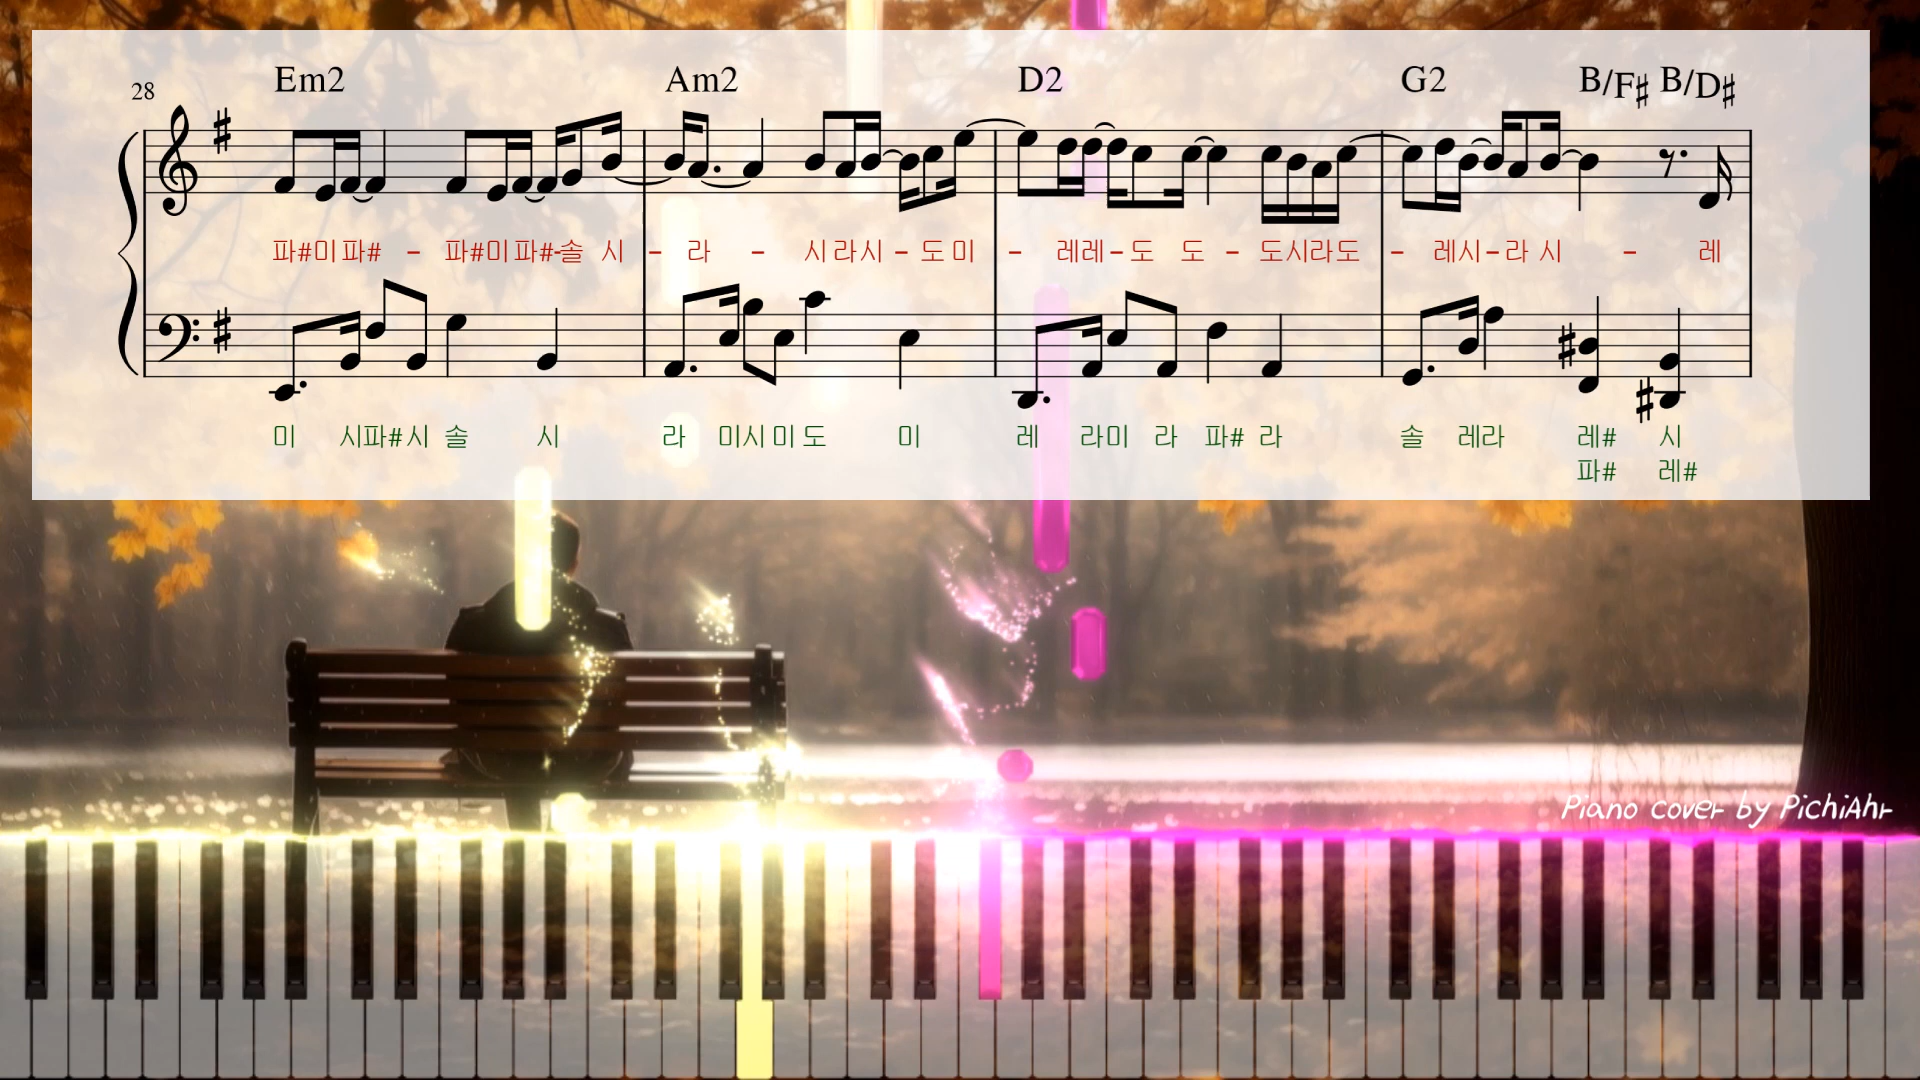 Em2 Am2 D2 G2 B/F♯ B/D♯
28
파#미파# - 파#미파#-솔 시 - 라 - 시라시 - 도미 - 레레-도 도 - 도시라도 - 레시-라 시 - 레
미 시파#시 솔 시 라 미시미도 미 레 라미 라 파# 라 솔 레라 레# 시
파# 레#
Piano cover by PichiAhr